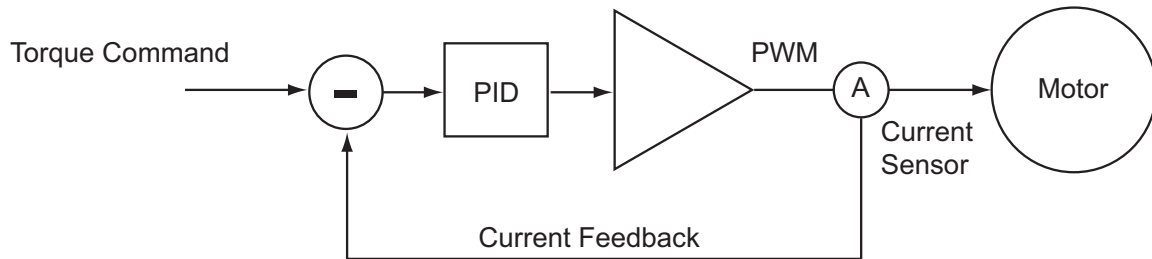 Torque Command
-
PID
PWM
A
Current
Sensor
Motor
Current Feedback